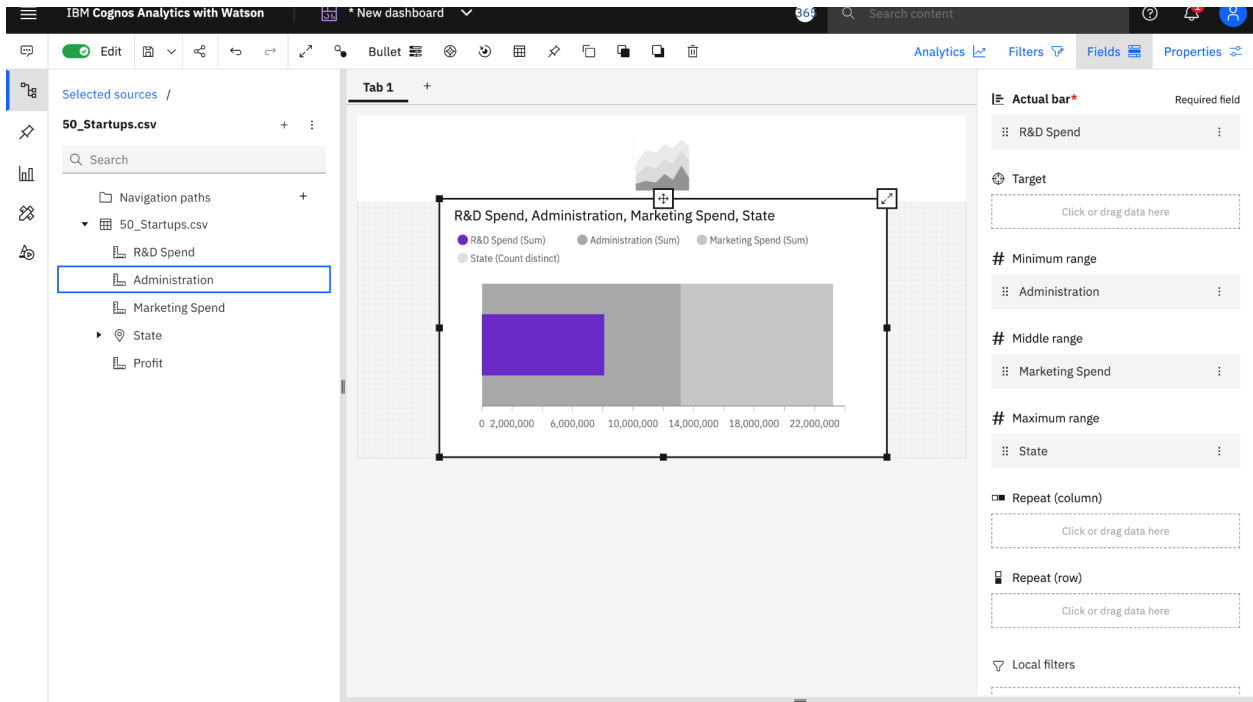 IBM Cognos Analytics with Watson
* New dashboard
365
Search content
Edit
Bullet
Analytics
Filters
Fields
Properties
Selected sources /
50_Startups.csv
Search
Navigation paths
50_Startups.csv
R&D Spend
Administration
Marketing Spend
State
Profit
Tab 1
R&D Spend, Administration, Marketing Spend, State
R&D Spend (Sum) Administration (Sum) Marketing Spend (Sum)
State (Count distinct)
0 2,000,000 6,000,000 10,000,000 14,000,000 18,000,000 22,000,000
Actual bar* Required field
R&D Spend
Target
Click or drag data here
# Minimum range
Administration
# Middle range
Marketing Spend
# Maximum range
State
Repeat (column)
Click or drag data here
Repeat (row)
Click or drag data here
Local filters